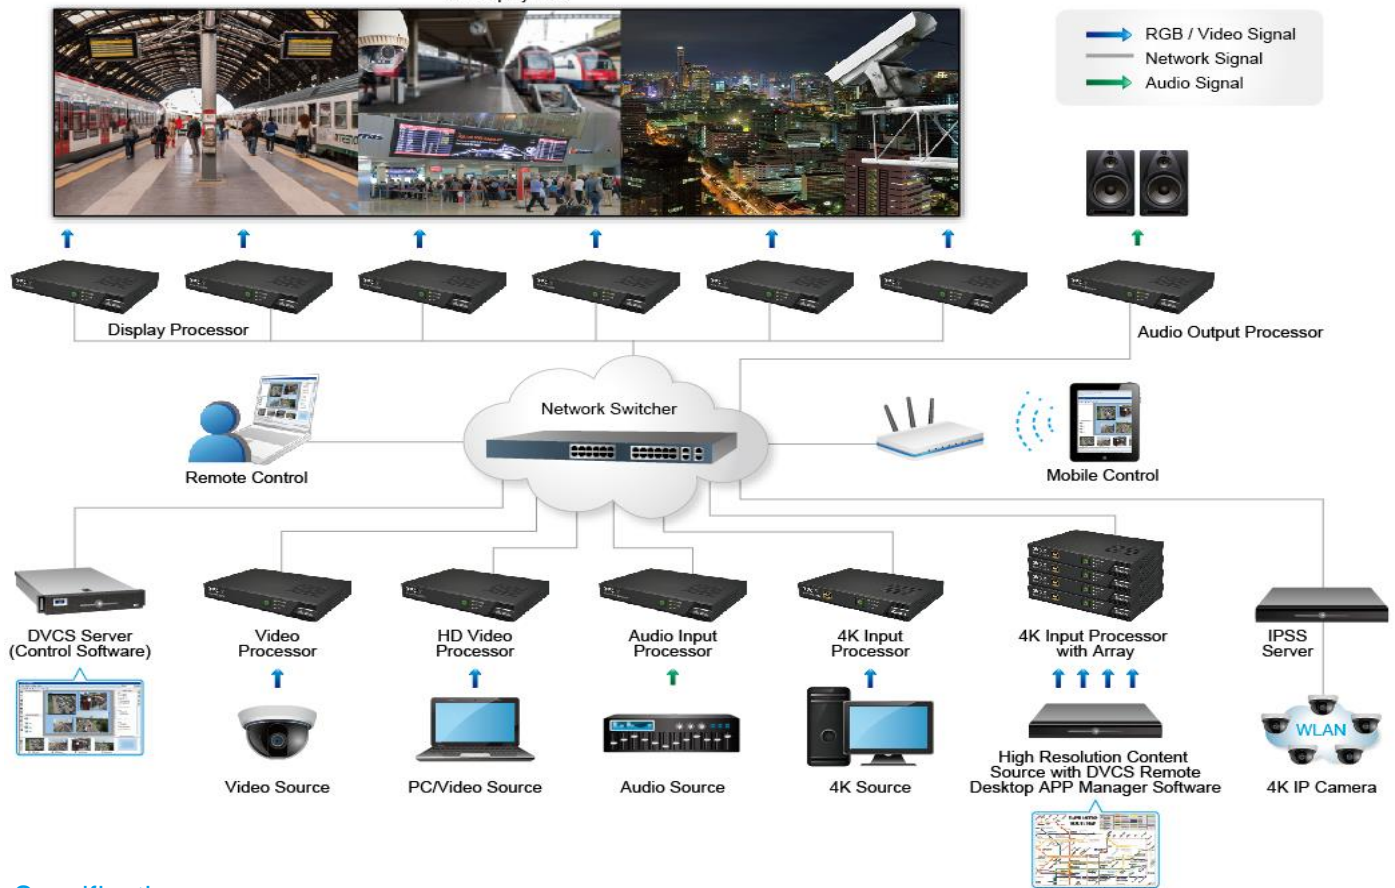 RGB / Video Signal
Network Signal
Audio Signal
Display Processor
Audio Output Processor
Network Switcher
Remote Control
Mobile Control
DVCS Server
(Control Software)
Video
Processor
HD Video
Processor
Audio Input
Processor
4K Input
Processor
4K Input Processor
with Array
IPSS
Server
WLAN
Video Source
PC/Video Source
Audio Source
4K Source
High Resolution Content
Source with DVCS Remote
Desktop APP Manager Software
4K IP Camera